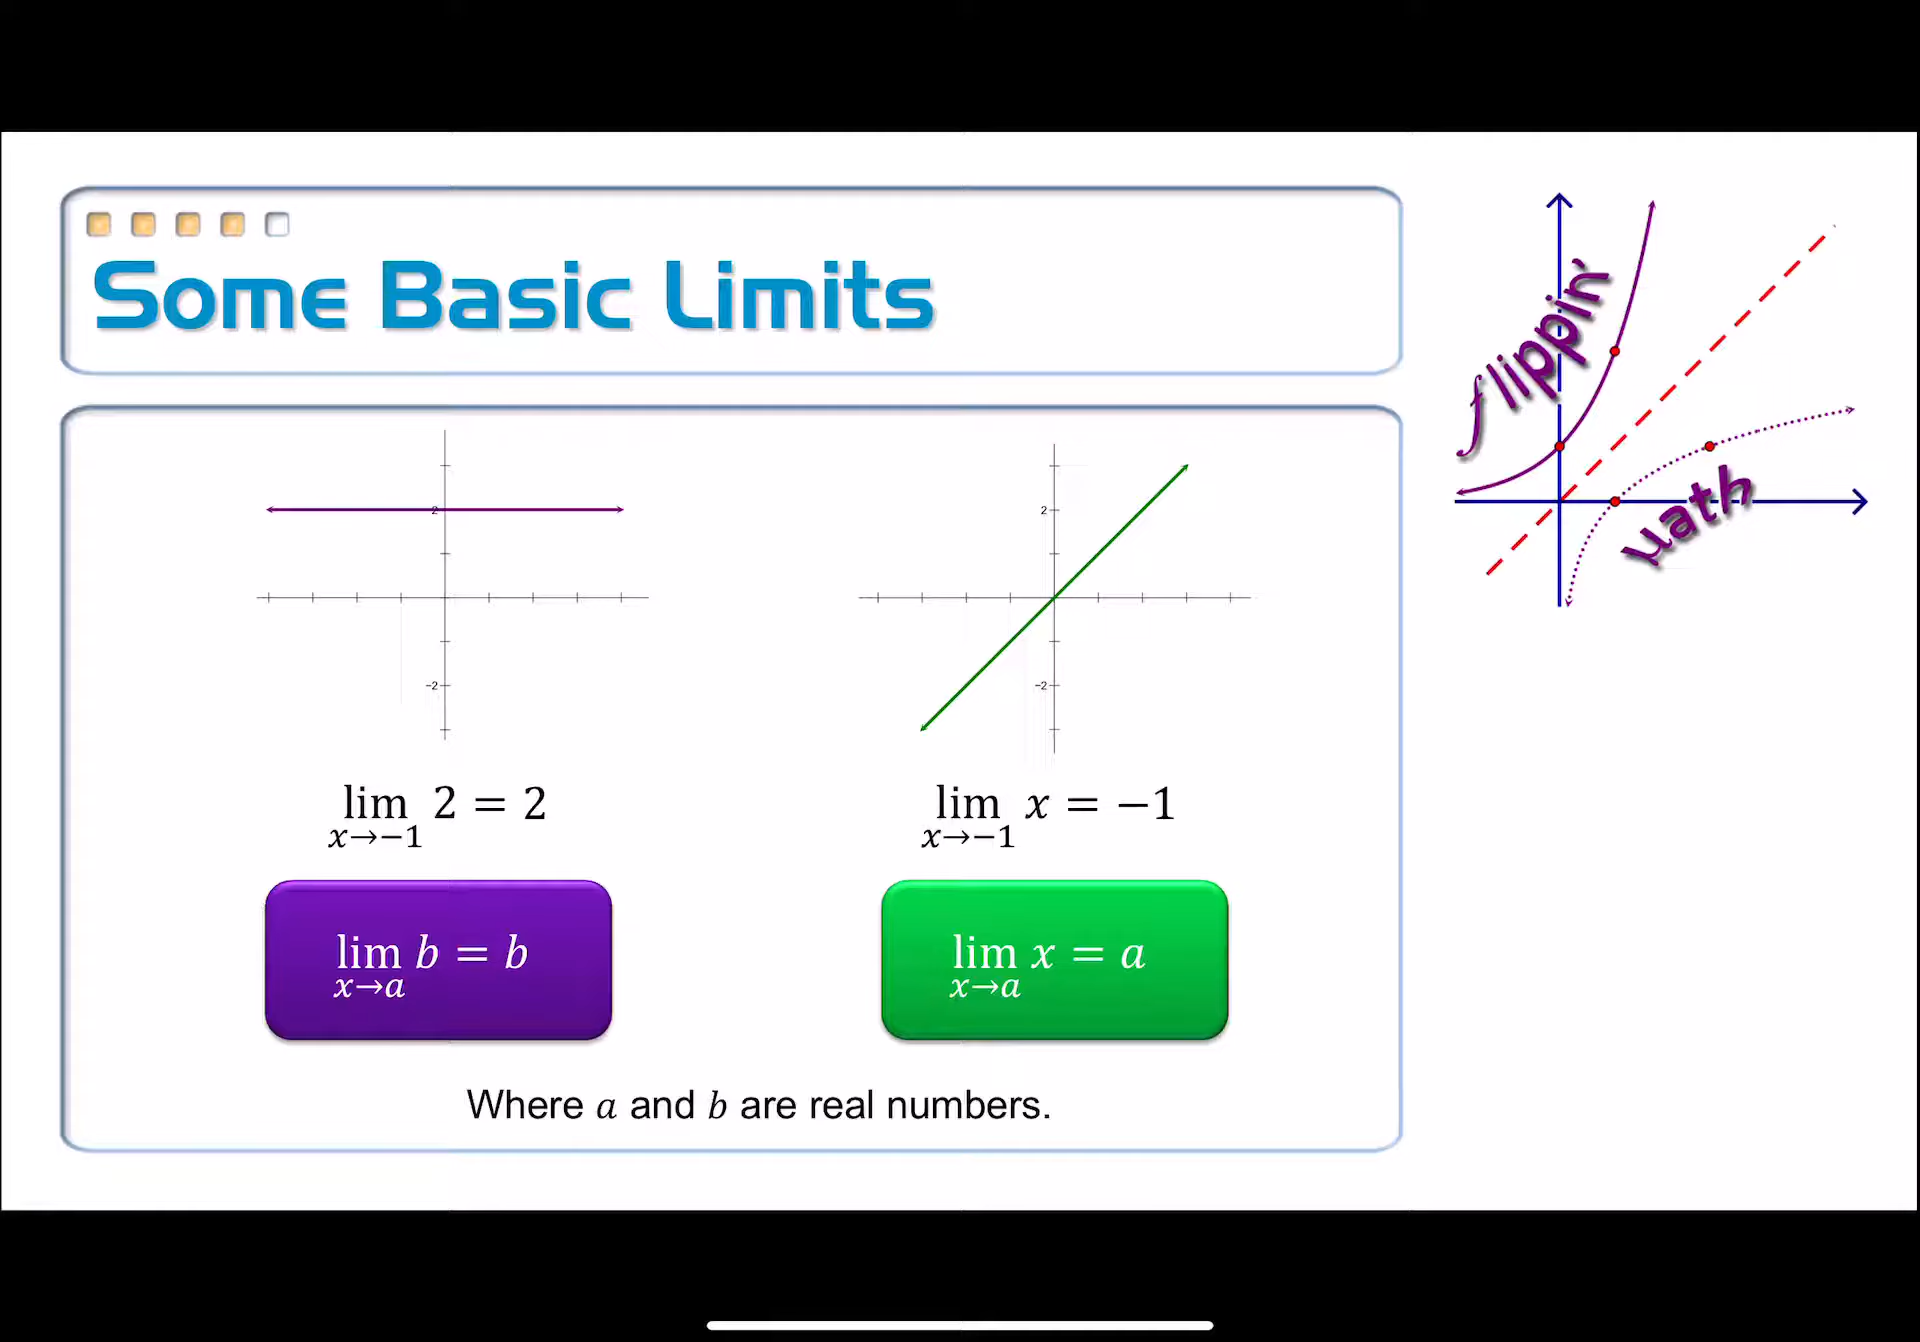 Some Basic Limits
flippin'
math
2
-2
2
-2
lim x→−1 2 = 2
lim x→−1 x = −1
lim x→a b = b
lim x→a x = a
Where a and b are real numbers.